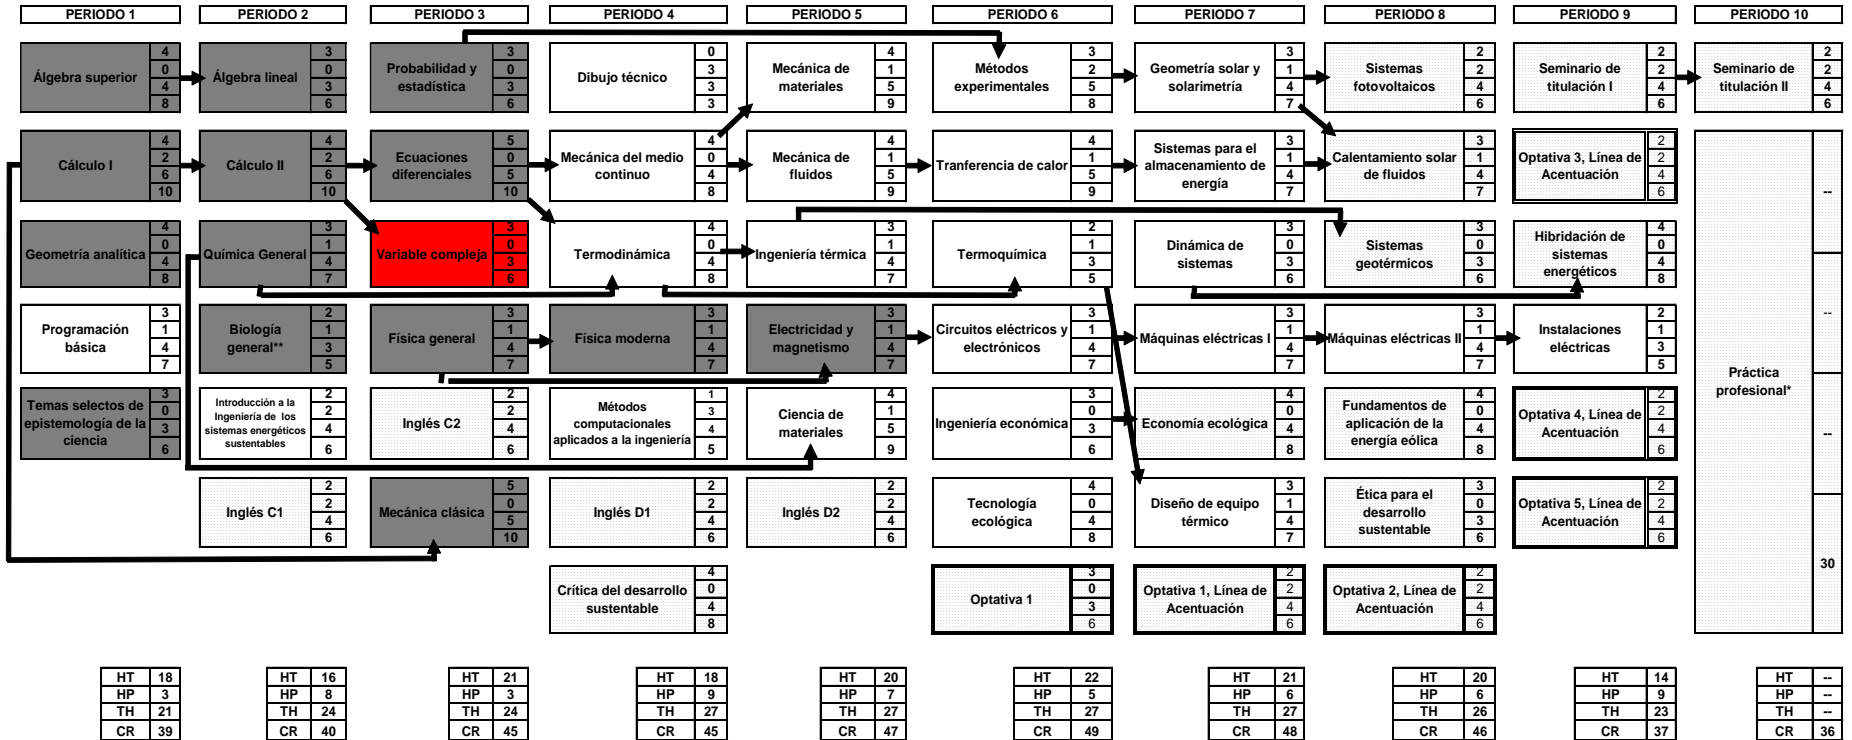 PERIODO 1
PERIODO 2
PERIODO 3
PERIODO 4
PERIODO 5
PERIODO 6
PERIODO 7
PERIODO 8
PERIODO 9
PERIODO 10
Álgebra superior
4
0
4
8
Álgebra lineal
3
0
3
6
Probabilidad y
estadística
3
0
3
6
Dibujo técnico
0
3
3
3
Mecánica de
materiales
4
1
5
9
Métodos
experimentales
3
2
5
8
Geometría solar y
solarimetría
3
1
4
7
Sistemas
fotovoltaicos
2
2
4
6
Seminario de
titulación I
2
2
4
6
Seminario de
titulación II
2
2
4
6
Cálculo I
4
2
6
10
Cálculo II
4
2
6
10
Ecuaciones
diferenciales
5
0
5
10
Mecánica del medio
continuo
4
0
4
8
Mecánica de
fluidos
4
1
5
9
Tranferencia de calor
4
1
5
9
Sistemas para el
almacenamiento de
energía
3
1
4
7
Calentamiento solar
de fluidos
3
1
4
7
Optativa 3, Línea de
Acentuación
2
2
4
6
Geometría analítica
4
0
4
8
Química General
3
1
4
7
Variable compleja
3
0
3
6
Termodinámica
4
0
4
8
Ingeniería térmica
3
1
4
7
Termoquímica
2
1
3
5
Dinámica de
sistemas
3
0
3
6
Sistemas
geotérmicos
3
0
3
6
Hibridación de
sistemas
energéticos
4
0
4
8
Programación
básica
3
1
4
7
Biología
general**
2
1
3
5
Física general
3
1
4
7
Física moderna
3
1
4
7
Electricidad y
magnetismo
3
1
4
7
Circuitos eléctricos y
electrónicos
3
1
4
7
Máquinas eléctricas I
3
1
4
7
Máquinas eléctricas II
3
1
4
7
Instalaciones
eléctricas
2
1
3
5
Temas selectos de
epistemología de la
ciencia
3
0
3
6
Introducción a la
Ingeniería de los
sistemas energéticos
sustentables
2
2
4
6
Inglés C2
2
2
4
6
Métodos
computacionales
aplicados a la ingeniería
1
3
4
5
Ciencia de
materiales
4
1
5
9
Ingeniería económica
3
0
3
6
Economía ecológica
4
0
4
8
Fundamentos de
aplicación de la
energía eólica
4
0
4
8
Optativa 4, Línea de
Acentuación
2
2
4
6
Inglés C1
2
2
4
6
Mecánica clásica
5
0
5
10
Inglés D1
2
2
4
6
Inglés D2
2
2
4
6
Tecnología
ecológica
4
0
4
8
Diseño de equipo
térmico
3
1
4
7
Ética para el
desarrollo
sustentable
3
0
3
6
Optativa 5, Línea de
Acentuación
2
2
4
6
Crítica del desarrollo
sustentable
4
0
4
8
Optativa 1
3
0
3
6
Optativa 1, Línea de
Acentuación
2
2
4
6
Optativa 2, Línea de
Acentuación
2
2
4
6
Práctica
profesional*
--
--
--
30
HT 18
HP 3
TH 21
CR 39
HT 16
HP 8
TH 24
CR 40
HT 21
HP 3
TH 24
CR 45
HT 18
HP 9
TH 27
CR 45
HT 20
HP 7
TH 27
CR 47
HT 22
HP 5
TH 27
CR 49
HT 21
HP 6
TH 27
CR 48
HT 20
HP 6
TH 26
CR 46
HT 14
HP 9
TH 23
CR 37
HT --
HP --
TH --
CR 36